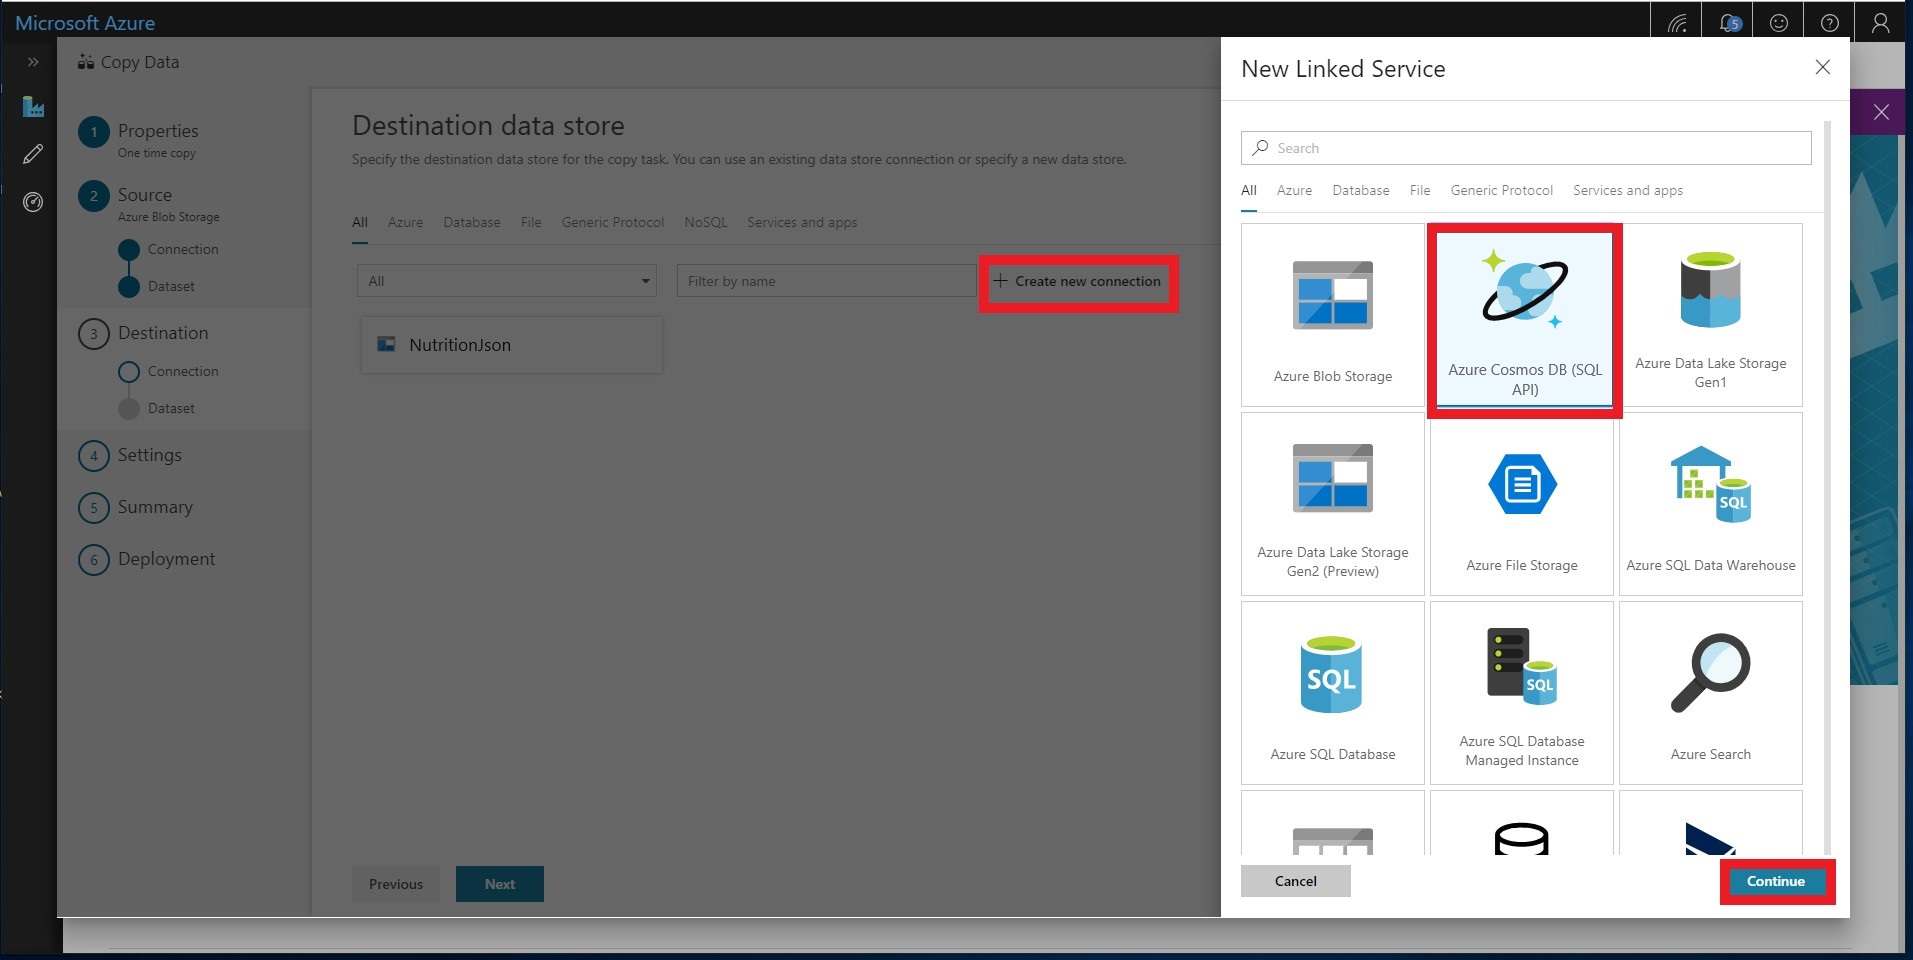 Microsoft Azure
5
Copy Data
1 Properties
One time copy
2 Source
Azure Blob Storage
Connection
Dataset
3 Destination
Connection
Dataset
4 Settings
5 Summary
6 Deployment
Destination data store
Specify the destination data store for the copy task. You can use an existing data store connection or specify a new data store.
All Azure Database File Generic Protocol NoSQL Services and apps
All Filter by name + Create new connection
NutritionJson
Previous Next
New Linked Service
Search
All Azure Database File Generic Protocol Services and apps
Azure Blob Storage
Azure Cosmos DB (SQL
API)
Azure Data Lake Storage
Gen1
Azure Data Lake Storage
Gen2 (Preview)
Azure File Storage
SQL
Azure SQL Data Warehouse
SQL
Azure SQL Database
SQL
Azure SQL Database
Managed Instance
Azure Search
Cancel Continue